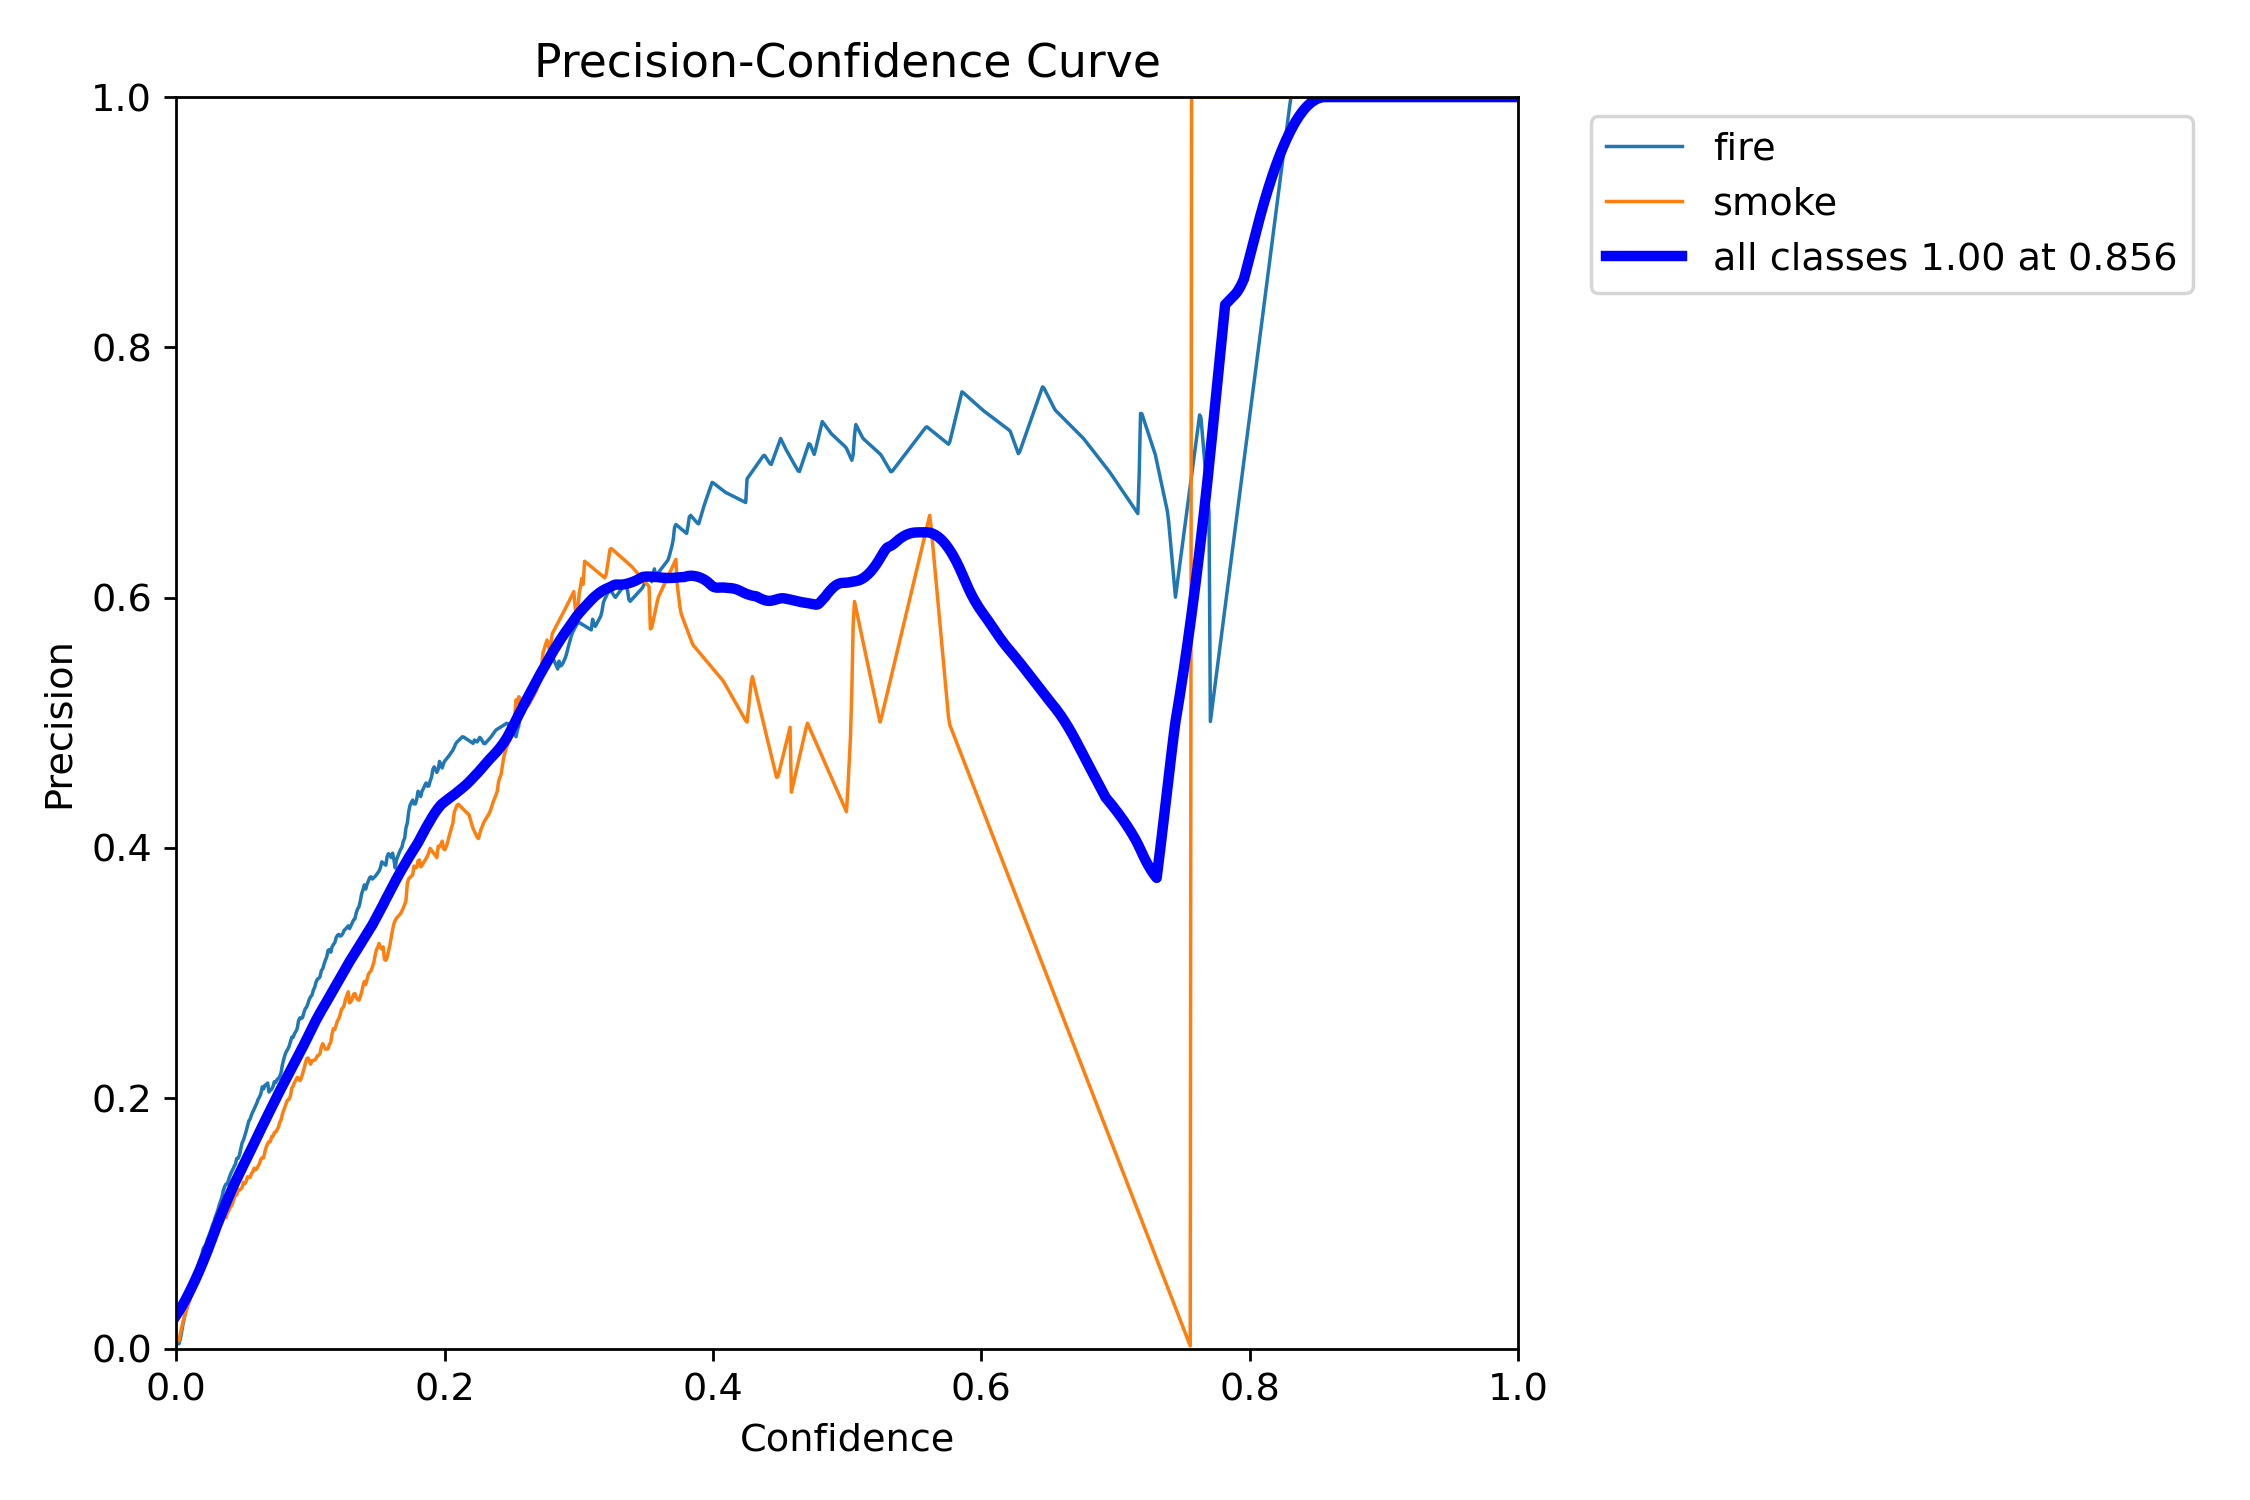 Precision-Confidence Curve
1.0
0.8
0.6
0.4
0.2
0.0
Precision
0.0 0.2 0.4 0.6 0.8 1.0
Confidence
fire
smoke
all classes 1.00 at 0.856